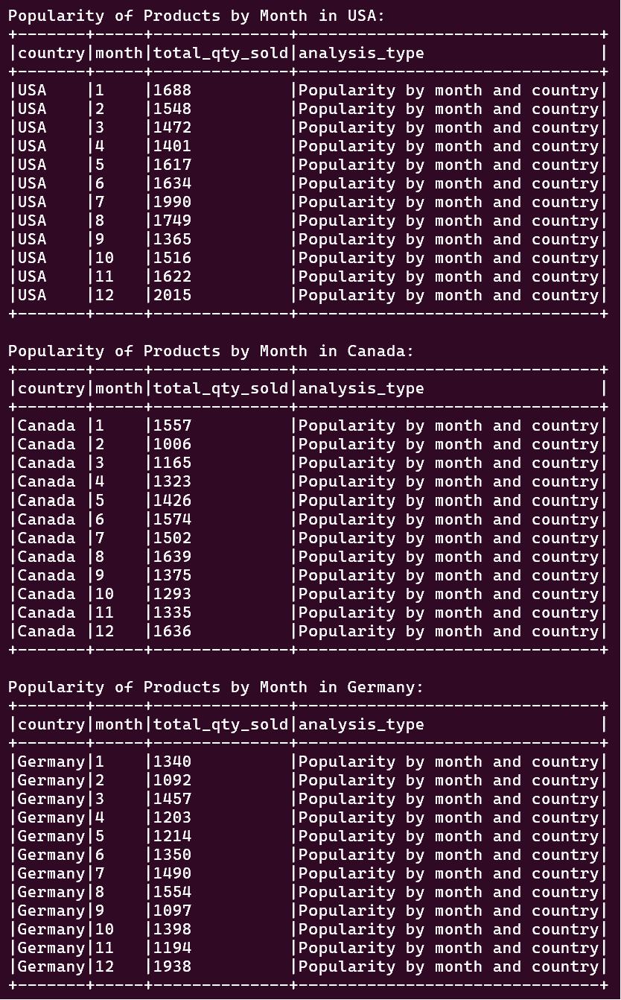 Popularity of Products by Month in USA:
+-------+-----+--------------+-------------------------------+
|country|month|total_qty_sold|analysis_type                  |
+-------+-----+--------------+-------------------------------+
|USA    |1    |1688          |Popularity by month and country|
|USA    |2    |1548          |Popularity by month and country|
|USA    |3    |1472          |Popularity by month and country|
|USA    |4    |1401          |Popularity by month and country|
|USA    |5    |1617          |Popularity by month and country|
|USA    |6    |1634          |Popularity by month and country|
|USA    |7    |1990          |Popularity by month and country|
|USA    |8    |1749          |Popularity by month and country|
|USA    |9    |1365          |Popularity by month and country|
|USA    |10   |1516          |Popularity by month and country|
|USA    |11   |1622          |Popularity by month and country|
|USA    |12   |2015          |Popularity by month and country|
+-------+-----+--------------+-------------------------------+

Popularity of Products by Month in Canada:
+-------+-----+--------------+-------------------------------+
|country|month|total_qty_sold|analysis_type                  |
+-------+-----+--------------+-------------------------------+
|Canada |1    |1557          |Popularity by month and country|
|Canada |2    |1006          |Popularity by month and country|
|Canada |3    |1165          |Popularity by month and country|
|Canada |4    |1323          |Popularity by month and country|
|Canada |5    |1426          |Popularity by month and country|
|Canada |6    |1574          |Popularity by month and country|
|Canada |7    |1502          |Popularity by month and country|
|Canada |8    |1639          |Popularity by month and country|
|Canada |9    |1375          |Popularity by month and country|
|Canada |10   |1293          |Popularity by month and country|
|Canada |11   |1335          |Popularity by month and country|
|Canada |12   |1636          |Popularity by month and country|
+-------+-----+--------------+-------------------------------+

Popularity of Products by Month in Germany:
+-------+-----+--------------+-------------------------------+
|country|month|total_qty_sold|analysis_type                  |
+-------+-----+--------------+-------------------------------+
|Germany|1    |1340          |Popularity by month and country|
|Germany|2    |1092          |Popularity by month and country|
|Germany|3    |1457          |Popularity by month and country|
|Germany|4    |1203          |Popularity by month and country|
|Germany|5    |1214          |Popularity by month and country|
|Germany|6    |1350          |Popularity by month and country|
|Germany|7    |1490          |Popularity by month and country|
|Germany|8    |1554          |Popularity by month and country|
|Germany|9    |1097          |Popularity by month and country|
|Germany|10   |1398          |Popularity by month and country|
|Germany|11   |1194          |Popularity by month and country|
|Germany|12   |1938          |Popularity by month and country|
+-------+-----+--------------+-------------------------------+